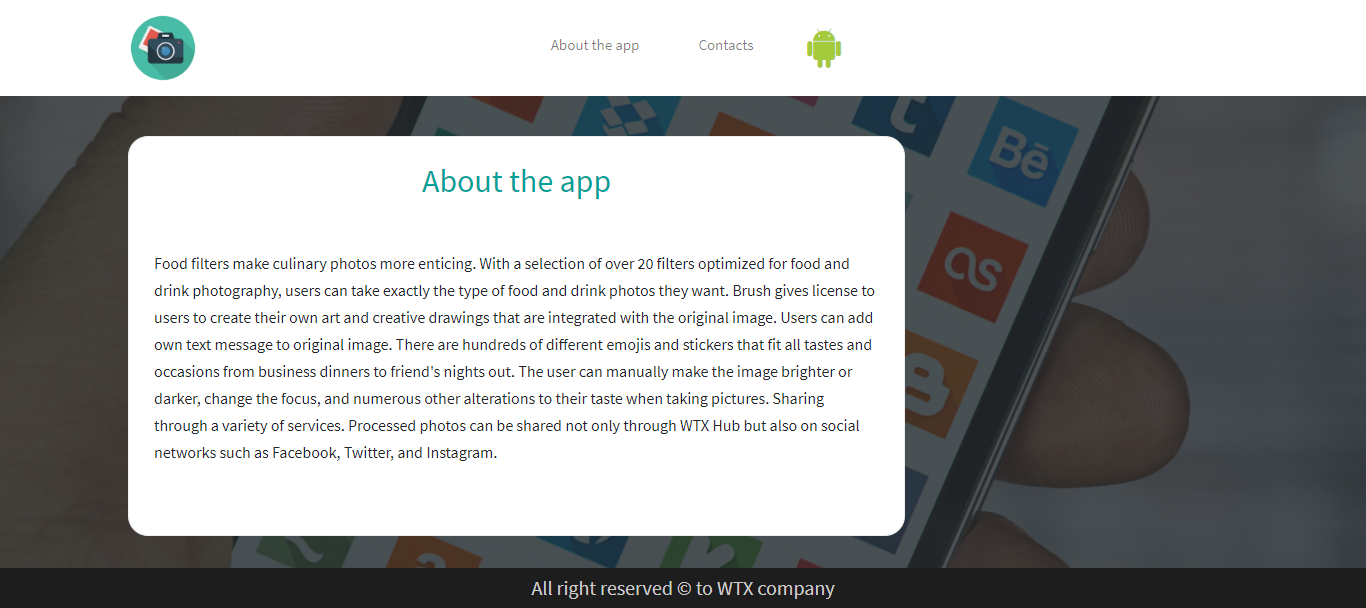 About the app
Contacts
Bē
About the app
Food filters make culinary photos more enticing. With a selection of over 20 filters optimized for food and
drink photography, users can take exactly the type of food and drink photos they want. Brush gives license to
users to create their own art and creative drawings that are integrated with the original image. Users can add
own text message to original image. There are hundreds of different emojis and stickers that fit all tastes and
occasions from business dinners to friend's nights out. The user can manually make the image brighter or
darker, change the focus, and numerous other alterations to their taste when taking pictures. Sharing
through a variety of services. Processed photos can be shared not only through WTX Hub but also on social
networks such as Facebook, Twitter, and Instagram.
All right reserved © to WTX company